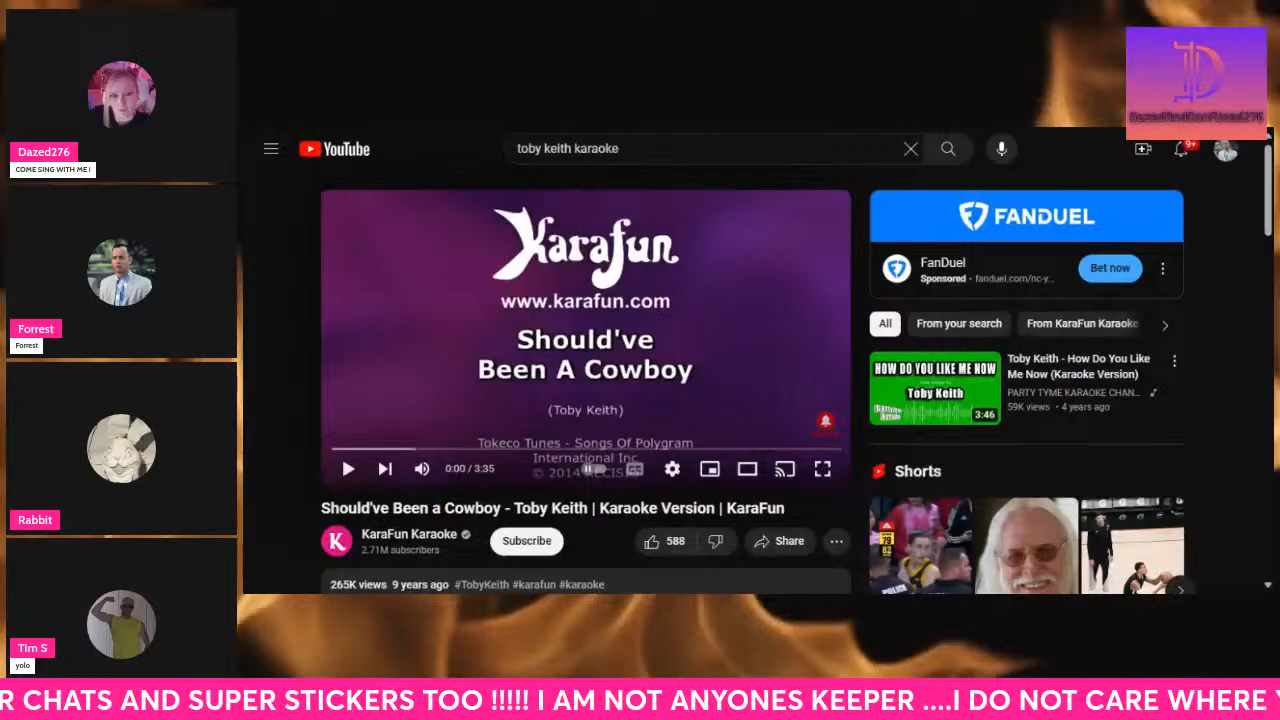 Dazed276
COME SING WITH ME !
Forrest
Forrest
Rabbit
Tim S
yolo
YouTube
toby keith karaoke
9+
DazedAndConfused276
Karafun
www.karafun.com
Should've
Been A Cowboy
(Toby Keith)
Tokeco Tunes - Songs Of Polygram
International Inc.
© 2014
0:00 / 3:35
Should've Been a Cowboy - Toby Keith | Karaoke Version | KaraFun
K
KaraFun Karaoke
2.71M subscribers
Subscribe
588
Share
265K views 9 years ago #TobyKeith #karafun #karaoke
FANDUEL
FanDuel
Sponsored · fanduel.com/nc-y...
Bet now
All
From your search
From KaraFun Karaoke
HOW DO YOU LIKE ME NOW
Toby Keith
3:46
Toby Keith - How Do You Like
Me Now (Karaoke Version)
PARTY TYME KARAOKE CHAN...
59K views · 4 years ago
Shorts
79
82
POLICE
R CHATS AND SUPER STICKERS TOO !!!!! I AM NOT ANYONES KEEPER ....I DO NOT CARE WHERE